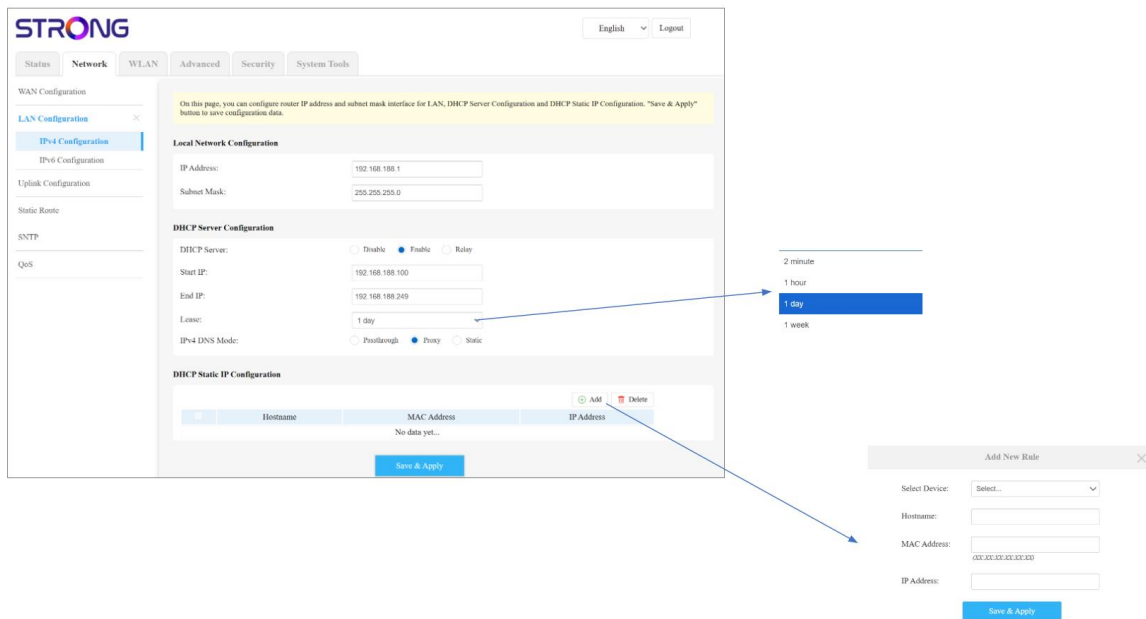 STRONG
English
Logout
Status
Network
WLAN
Advanced
Security
System Tools
WAN Configuration
LAN Configuration
IPv4 Configuration
IPv6 Configuration
Uplink Configuration
Static Route
SNTP
QoS
On this page, you can configure router IP address and subnet mask interface for LAN, DHCP Server Configuration and DHCP Static IP Configuration. "Save & Apply"
button to save configuration data.
Local Network Configuration
IP Address: 192.168.188.1
Subnet Mask: 255.255.255.0
DHCP Server Configuration
DHCP Server: Disable Enable Relay
Start IP: 192.168.188.100
End IP: 192.168.188.249
Lease: 1 day
IPv4 DNS Mode: Passthrough Proxy Static
DHCP Static IP Configuration
Add Delete
Hostname MAC Address IP Address
No data yet...
Save & Apply
2 minute
1 hour
1 day
1 week
Add New Rule
Select Device: Select...
Hostname:
MAC Address:
(XX:XX:XX:XX:XX:XX)
IP Address:
Save & Apply